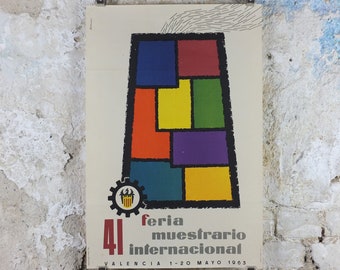 41 feria
muestrario
internacional
VALENCIA 1-20 MAYO 1963